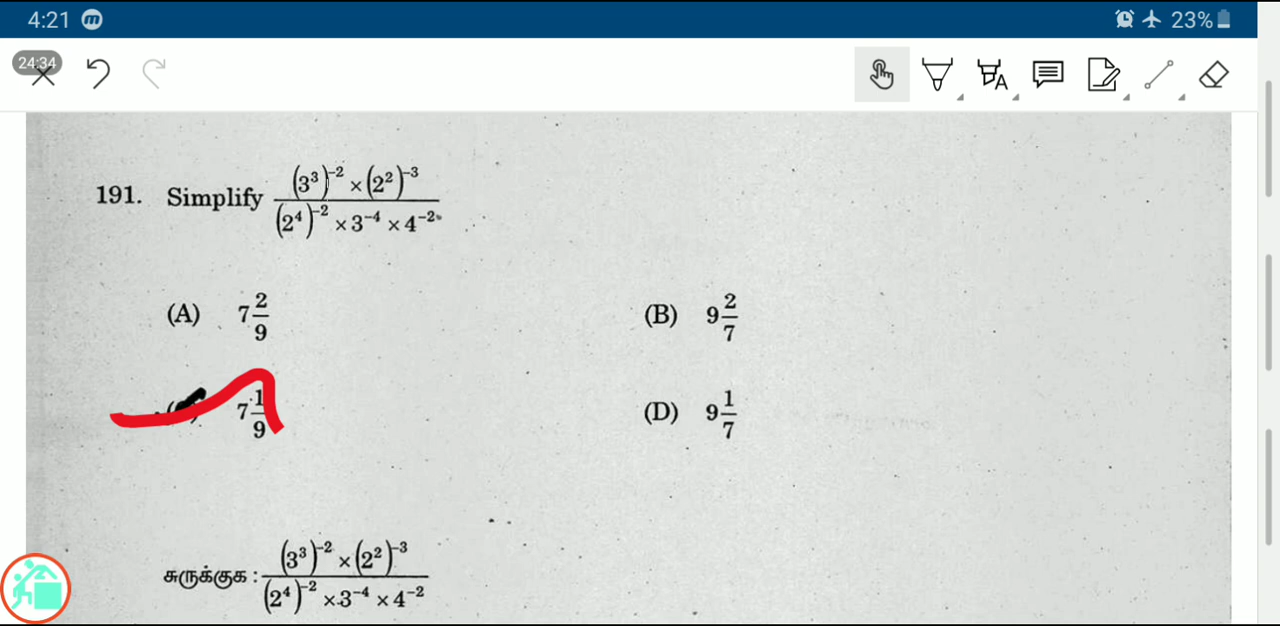 4:21 m 23%
24:34
A
191. Simplify (3³)⁻² × (2²)⁻³ / (2⁴)⁻² × 3⁻⁴ × 4⁻²
(A) 7 2/9 (B) 9 2/7
7 1/9 (D) 9 1/7
சுருக்குக : (3³)⁻² × (2²)⁻³ / (2⁴)⁻² × 3⁻⁴ × 4⁻²